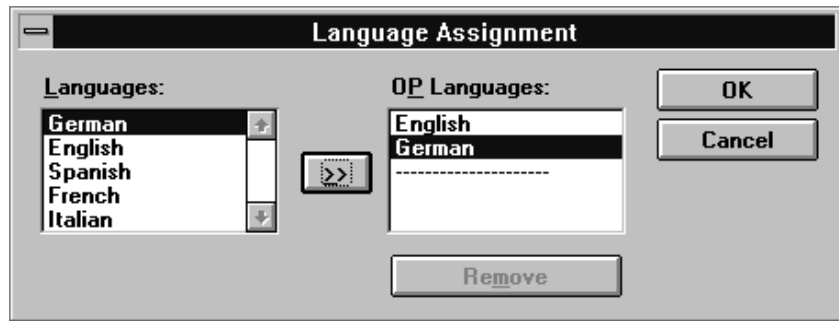 Language Assignment
Languages:
German
English
Spanish
French
Italian
>>
OP Languages:
English
German
---------------------
Remove
OK
Cancel